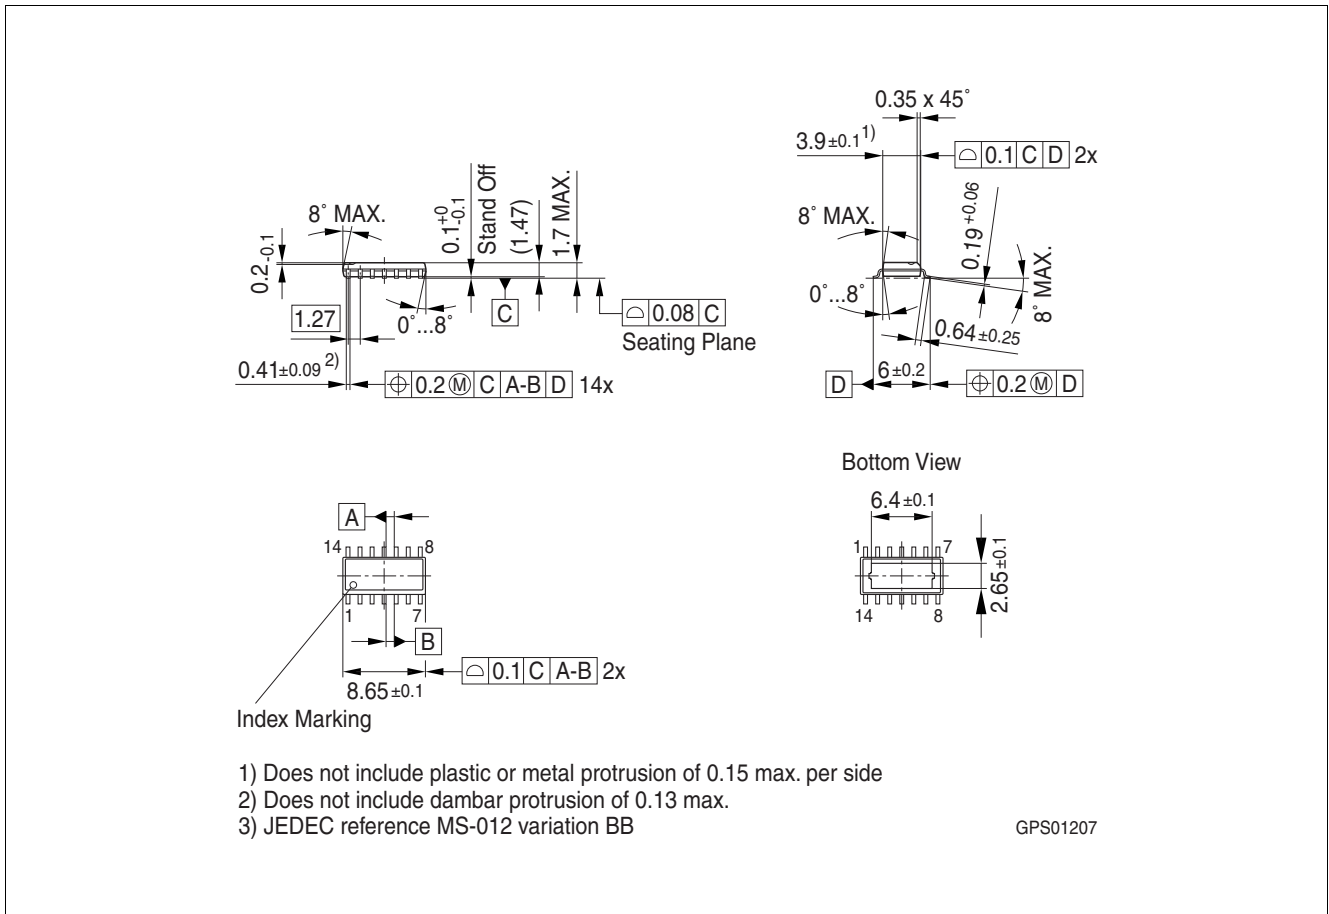 0.35 x 45°
3.9±0.1 1)
⌓ 0.1 C D 2x
8° MAX.
0.19 +0.06
8° MAX.
0°...8°
0.64±0.25
D
6±0.2
⌖ 0.2 Ⓜ D
8° MAX.
0.2-0.1
0.1 +0 -0.1
Stand Off
(1.47)
1.7 MAX.
1.27
0°...8°
C
⌓ 0.08 C
Seating Plane
0.41±0.09 2)
⌖ 0.2 Ⓜ C A-B D 14x
Bottom View
6.4±0.1
1 7
2.65±0.1
14 8
A
14 8
1 7
B
⌓ 0.1 C A-B 2x
8.65±0.1
Index Marking
1) Does not include plastic or metal protrusion of 0.15 max. per side
2) Does not include dambar protrusion of 0.13 max.
3) JEDEC reference MS-012 variation BB
GPS01207